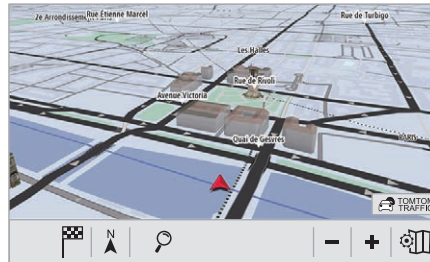 2e Arrondissement
Rue Étienne Marcel
Rue de Turbigo
Les Halles
Rue de Rivoli
Avenue Victoria
Quai de Gesvres
PARIS
TOMTOM
TRAFFIC
N